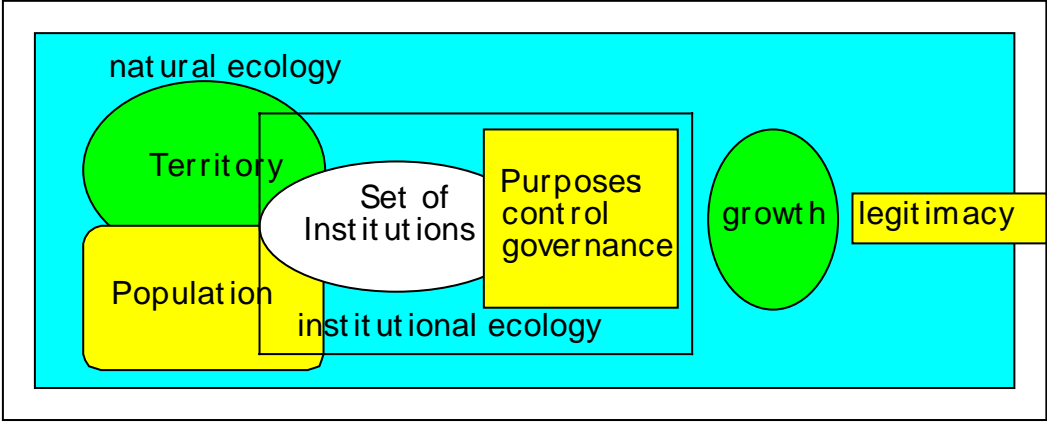 natural ecology
Territory
Set of
Institutions
Purposes:
control
governance
growth
legitimacy
Population
institutional ecology